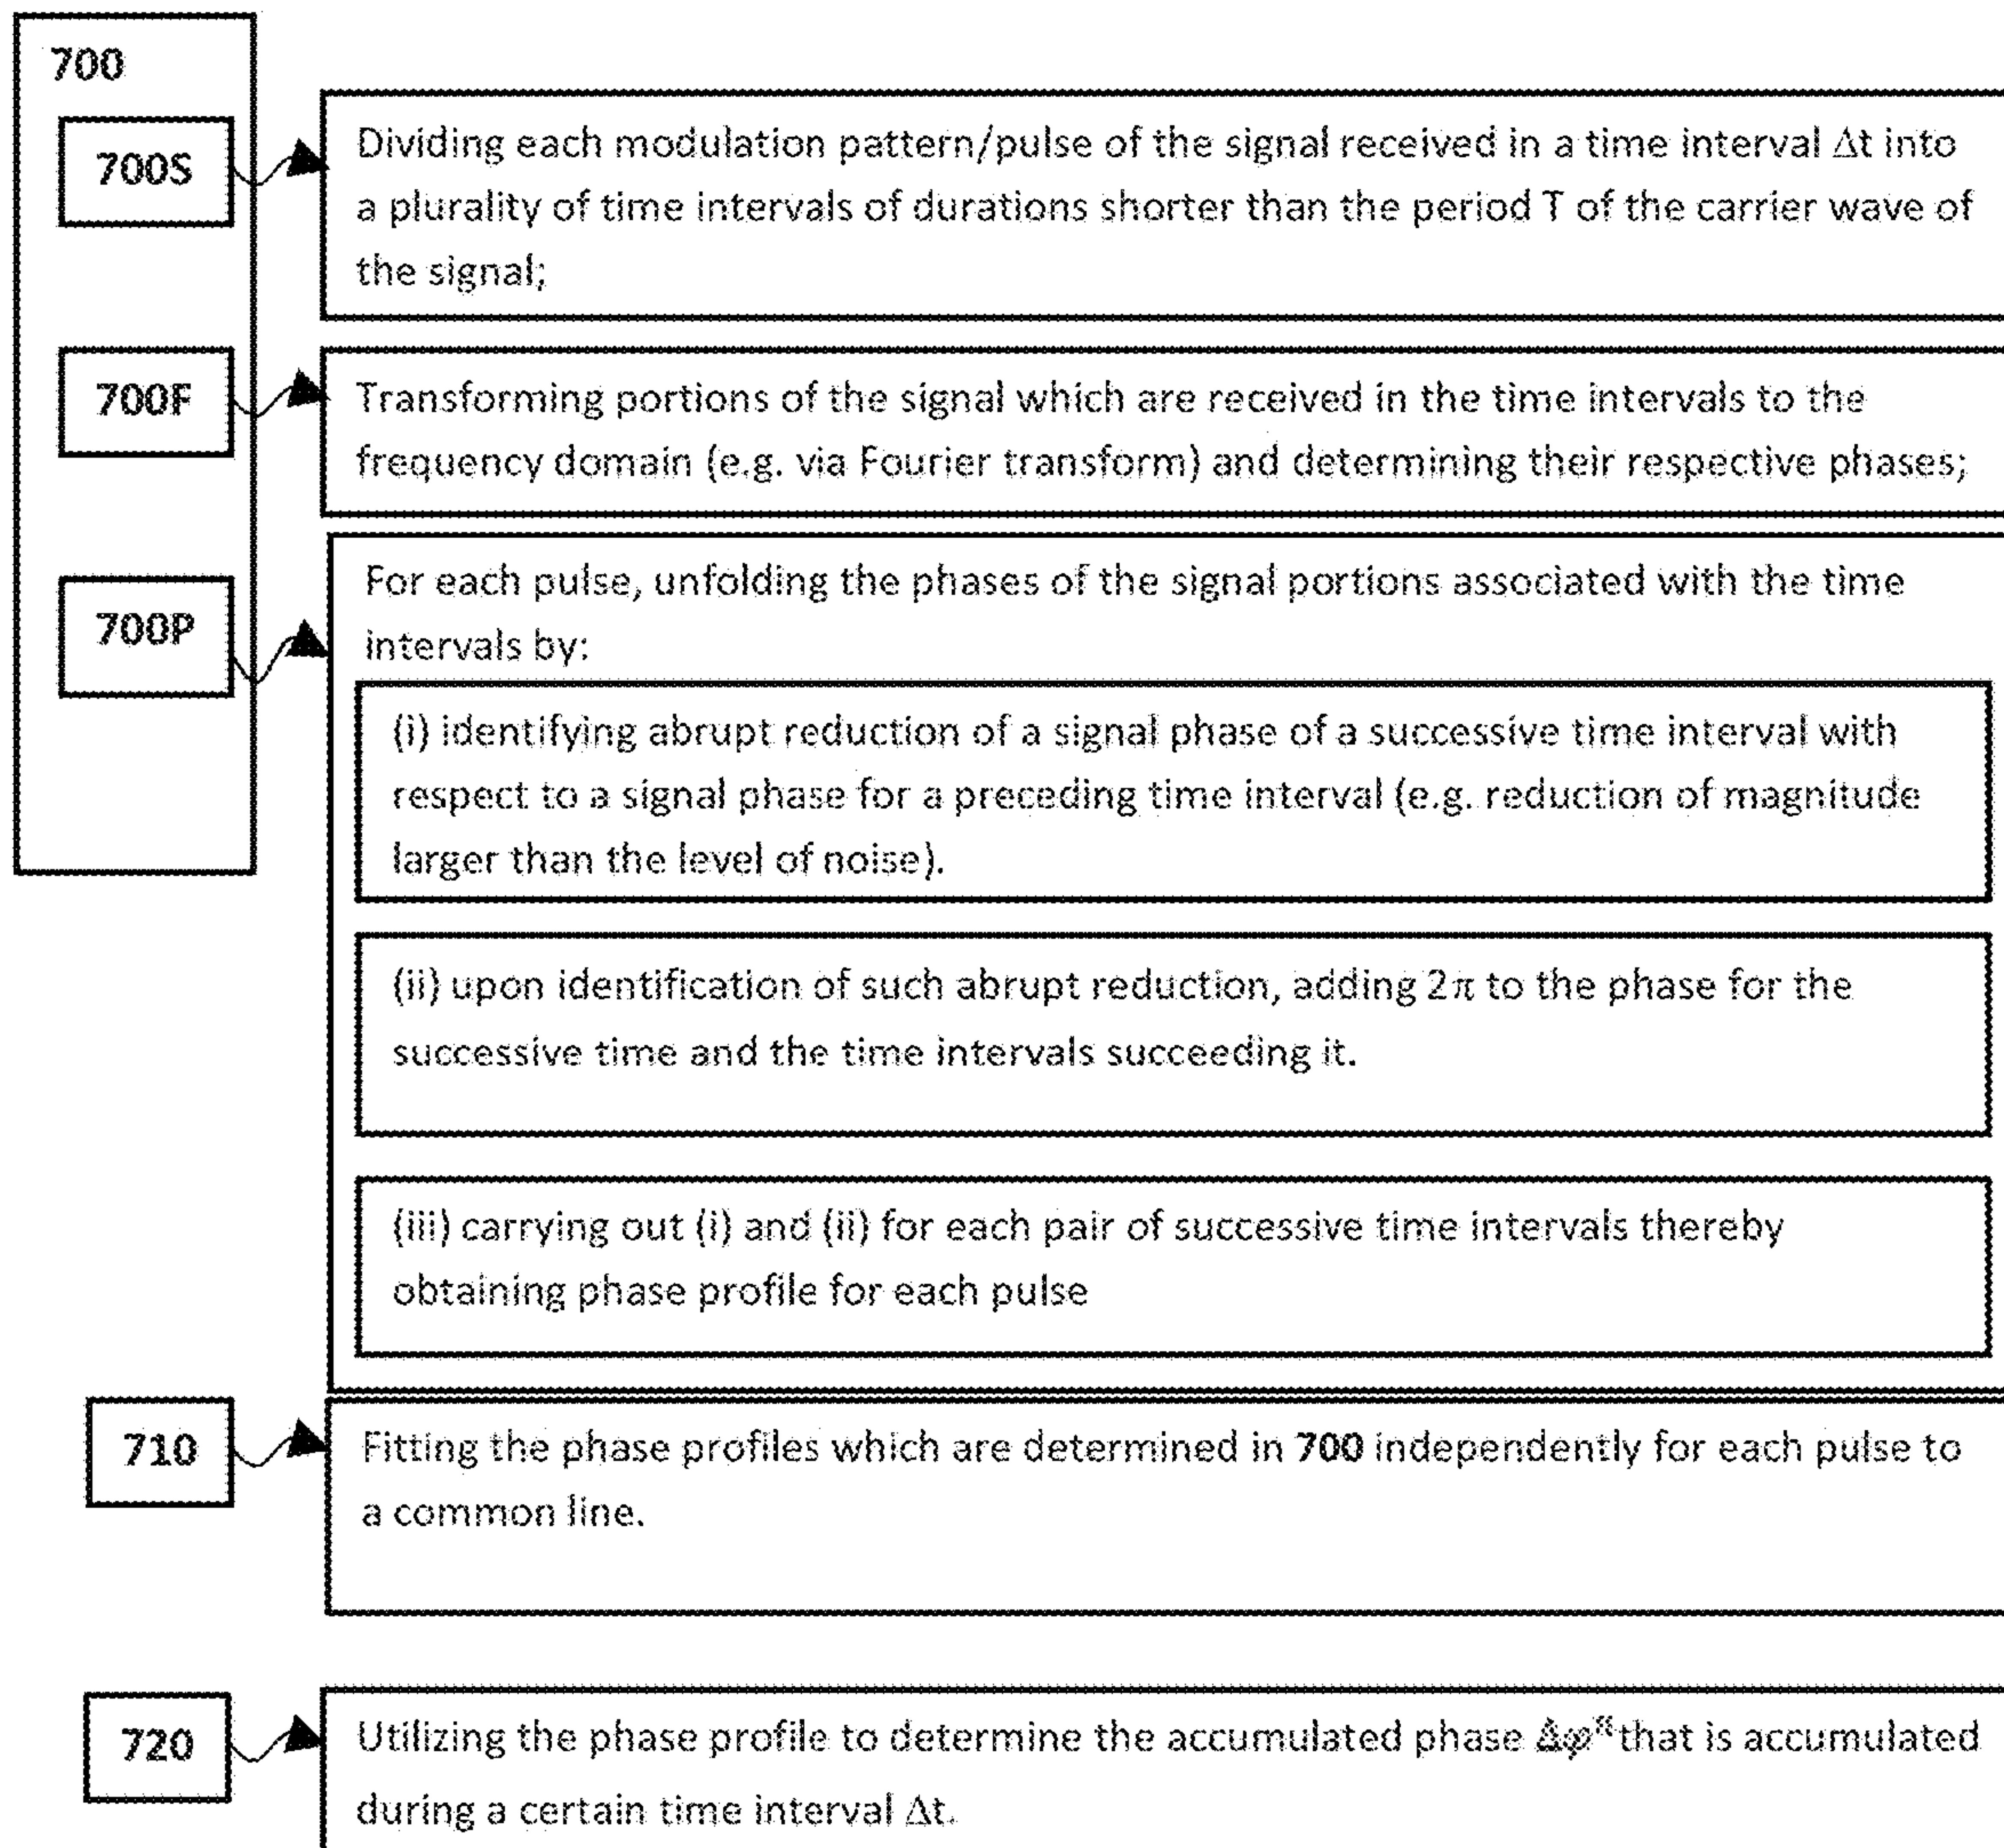 700
700S
Dividing each modulation pattern/pulse of the signal received in a time interval Δt into
a plurality of time intervals of durations shorter than the period T of the carrier wave of
the signal;
700F
Transforming portions of the signal which are received in the time intervals to the
frequency domain (e.g. via Fourier transform) and determining their respective phases;
700P
For each pulse, unfolding the phases of the signal portions associated with the time
intervals by:
(i) identifying abrupt reduction of a signal phase of a successive time interval with
respect to a signal phase for a preceding time interval (e.g. reduction of magnitude
larger than the level of noise).
(ii) upon identification of such abrupt reduction, adding 2π to the phase for the
successive time and the time intervals succeeding it.
(iii) carrying out (i) and (ii) for each pair of successive time intervals thereby
obtaining phase profile for each pulse
710
Fitting the phase profiles which are determined in 700 independently for each pulse to
a common line.
720
Utilizing the phase profile to determine the accumulated phase that is accumulated
during a certain time interval Δt.